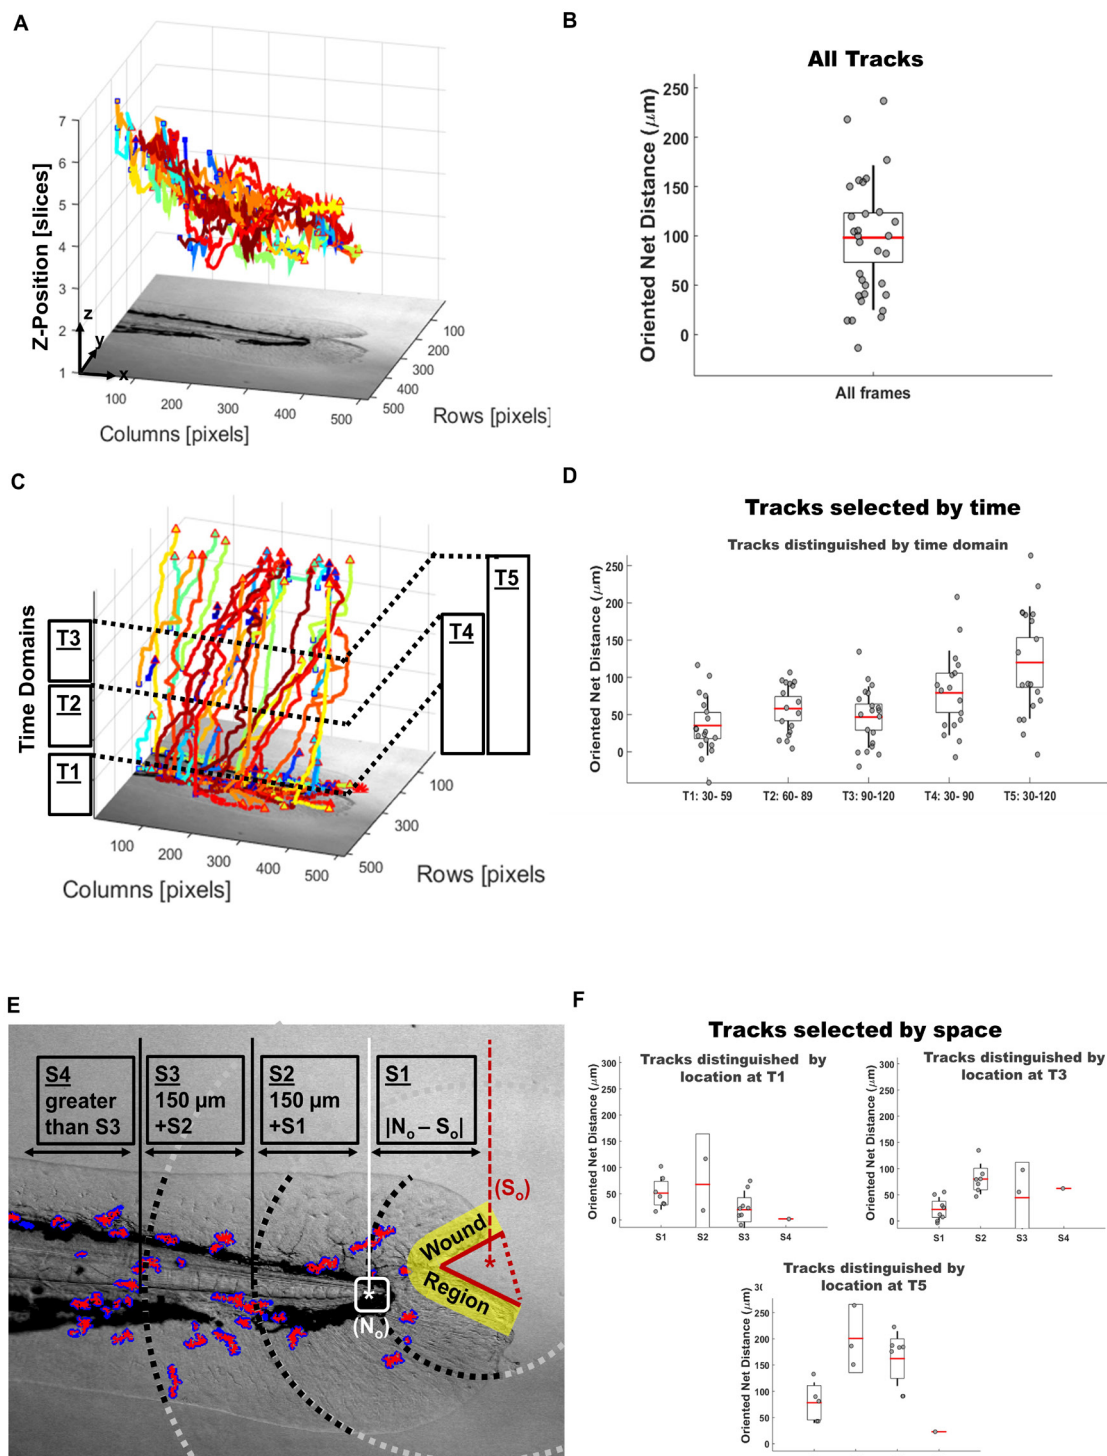 A
7
6
5
4
3
2
1
Z-Position [slices]
z
y
x
100
200
300
400
500
Columns [pixels]
100
200
300
400
500
Rows [pixels]
B
All Tracks
250
200
150
100
50
0
Oriented Net Distance (μm)
All frames
C
Time Domains
T3
T2
T1
T5
T4
100
200
300
400
500
Columns [pixels]
100
300
500
Rows [pixels
D
Tracks selected by time
Tracks distinguished by time domain
250
200
150
100
50
0
Oriented Net Distance (μm)
T1: 30- 59
T2: 60- 89
T3: 90-120
T4: 30- 90
T5: 30-120
E
S4
greater
than S3
S3
150 μm
+S2
S2
150 μm
+S1
S1
|Nₒ – Sₒ|
(Sₒ)
Wound
Region
*
*
(Nₒ)
F
Tracks selected by space
Tracks distinguished by
location at T1
300
250
200
150
100
50
0
Oriented Net Distance (μm)
S1
S2
S3
S4
Tracks distinguished by
location at T3
300
250
200
150
100
50
0
Oriented Net Distance (μm)
S1
S2
S3
S4
Tracks distinguished by
location at T5
250
200
150
100
50
0
Oriented Net Distance (μm)